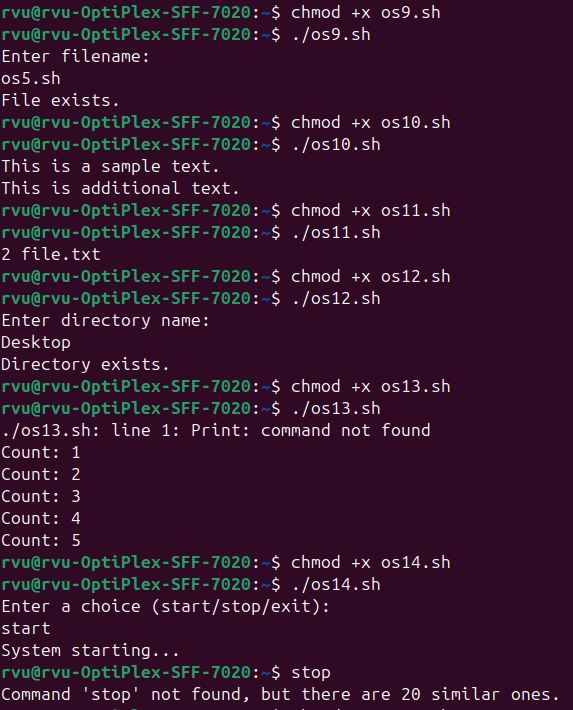 rvu@rvu-OptiPlex-SFF-7020:~$ chmod +x os9.sh
rvu@rvu-OptiPlex-SFF-7020:~$ ./os9.sh
Enter filename:
os5.sh
File exists.
rvu@rvu-OptiPlex-SFF-7020:~$ chmod +x os10.sh
rvu@rvu-OptiPlex-SFF-7020:~$ ./os10.sh
This is a sample text.
This is additional text.
rvu@rvu-OptiPlex-SFF-7020:~$ chmod +x os11.sh
rvu@rvu-OptiPlex-SFF-7020:~$ ./os11.sh
2 file.txt
rvu@rvu-OptiPlex-SFF-7020:~$ chmod +x os12.sh
rvu@rvu-OptiPlex-SFF-7020:~$ ./os12.sh
Enter directory name:
Desktop
Directory exists.
rvu@rvu-OptiPlex-SFF-7020:~$ chmod +x os13.sh
rvu@rvu-OptiPlex-SFF-7020:~$ ./os13.sh
./os13.sh: line 1: Print: command not found
Count: 1
Count: 2
Count: 3
Count: 4
Count: 5
rvu@rvu-OptiPlex-SFF-7020:~$ chmod +x os14.sh
rvu@rvu-OptiPlex-SFF-7020:~$ ./os14.sh
Enter a choice (start/stop/exit):
start
System starting...
rvu@rvu-OptiPlex-SFF-7020:~$ stop
Command 'stop' not found, but there are 20 similar ones.